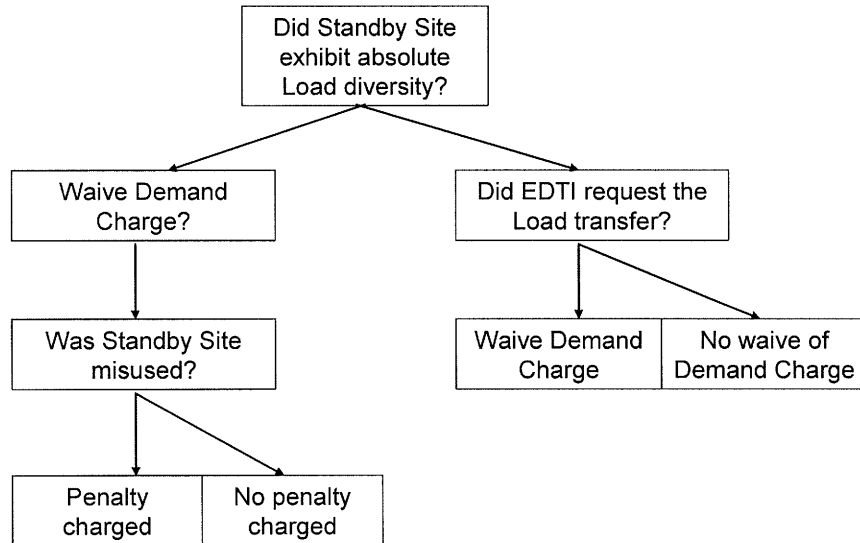 Did Standby Site
exhibit absolute
Load diversity?
Waive Demand
Charge?
Did EDTI request the
Load transfer?
Was Standby Site
misused?
Waive Demand
Charge
No waive of
Demand Charge
Penalty
charged
No penalty
charged